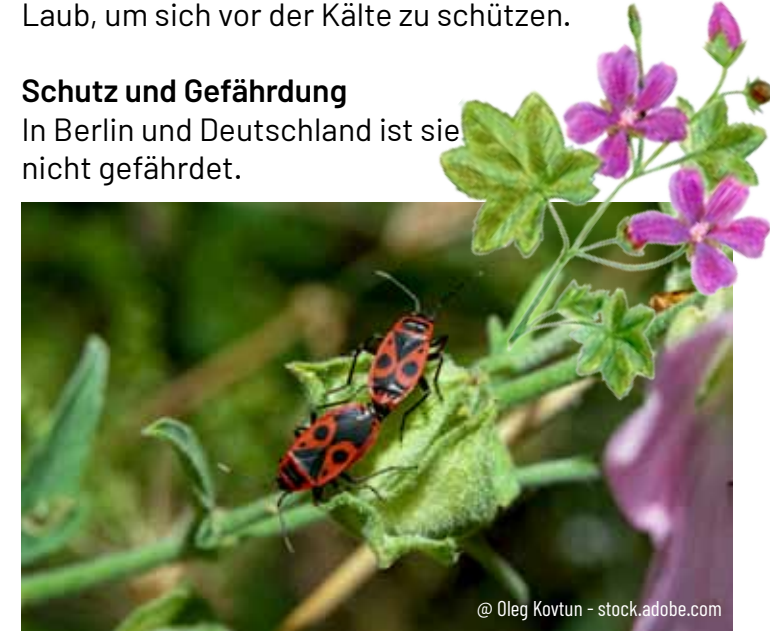 Laub, um sich vor der Kälte zu schützen.
Schutz und Gefährdung
In Berlin und Deutschland ist sie
nicht gefährdet.
@ Oleg Kovtun - stock.adobe.com